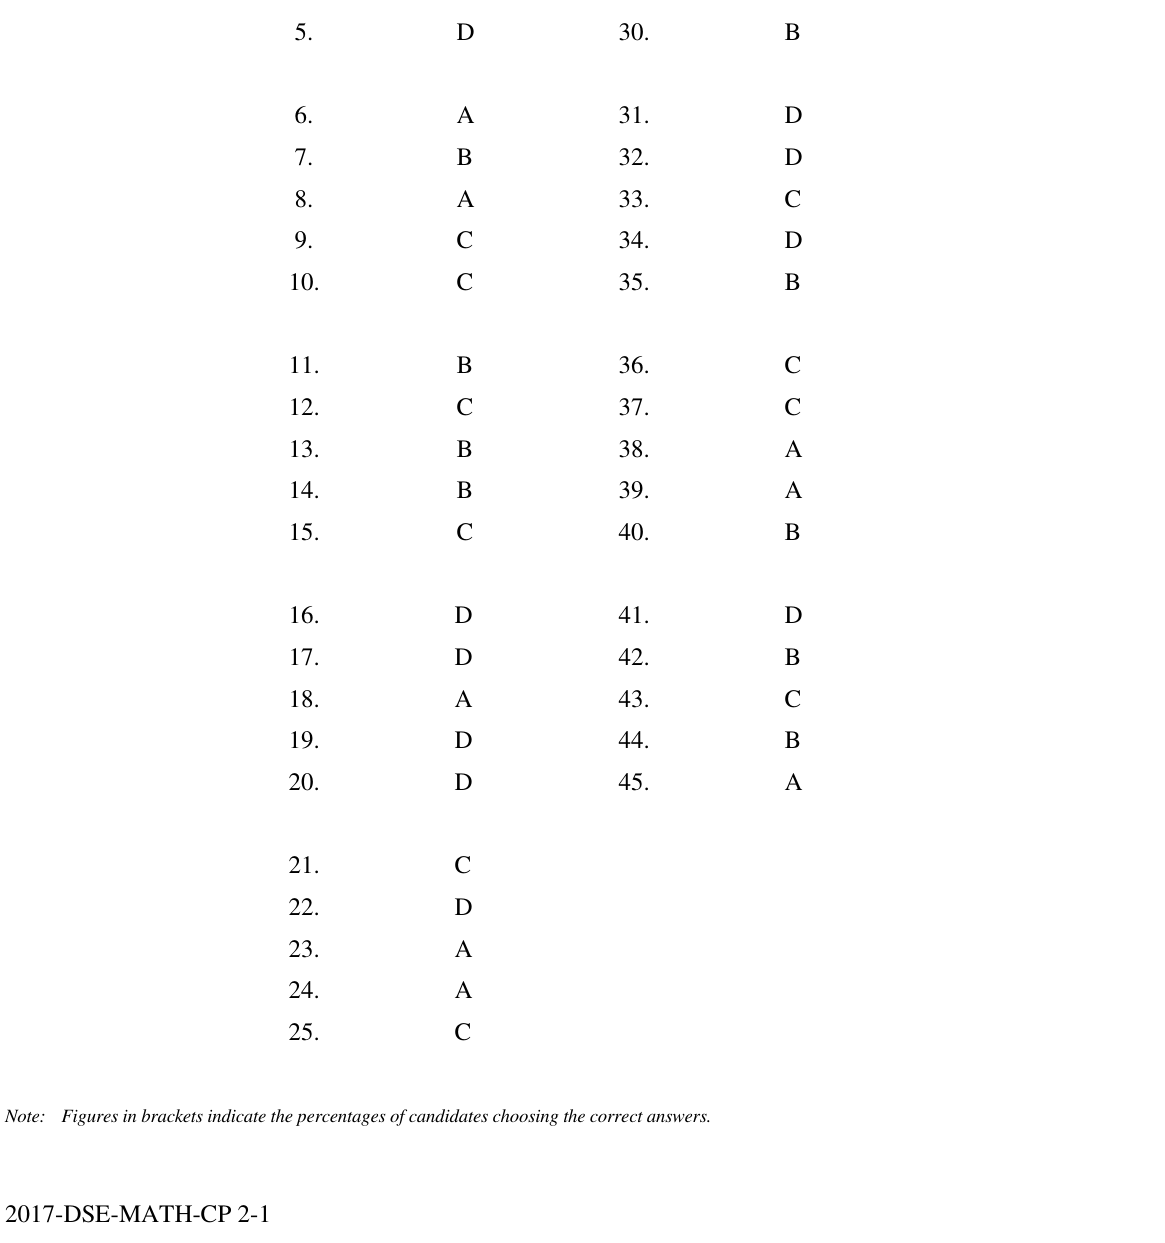 5. D 30. B
6. A 31. D
7. B 32. D
8. A 33. C
9. C 34. D
10. C 35. B
11. B 36. C
12. C 37. C
13. B 38. A
14. B 39. A
15. C 40. B
16. D 41. D
17. D 42. B
18. A 43. C
19. D 44. B
20. D 45. A
21. C
22. D
23. A
24. A
25. C
Note: Figures in brackets indicate the percentages of candidates choosing the correct answers.
2017-DSE-MATH-CP 2-1